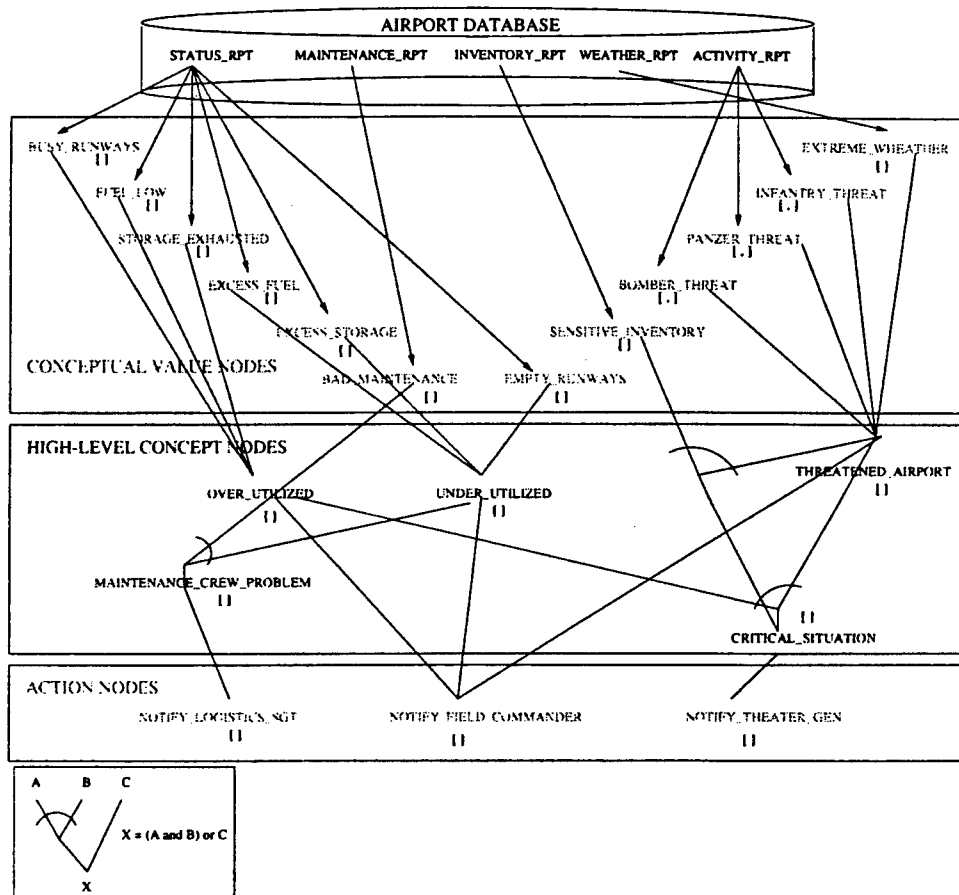 AIRPORT DATABASE
STATUS_RPT MAINTENANCE_RPT INVENTORY_RPT WEATHER_RPT ACTIVITY_RPT
BUSY_RUNWAYS
[]
EXTREME_WHEATHER
[]
FUEL_LOW
[]
INFANTRY_THREAT
[.]
STORAGE_EXHAUSTED
[]
PANZER_THREAT
[.]
EXCESS_FUEL
[]
BOMBER_THREAT
[.]
EXCESS_STORAGE
[]
SENSITIVE_INVENTORY
[]
CONCEPTUAL VALUE NODES
BAD_MAINTENANCE
[]
EMPTY_RUNWAYS
[]
HIGH-LEVEL CONCEPT NODES
THREATENED_AIRPORT
[]
OVER_UTILIZED
[]
UNDER_UTILIZED
[]
MAINTENANCE_CREW_PROBLEM
[]
[]
CRITICAL_SITUATION
ACTION NODES
NOTIFY_LOGISTICS_SGT
[]
NOTIFY_FIELD_COMMANDER
[]
NOTIFY_THEATER_GEN
[]
A B C
X = (A and B) or C
X